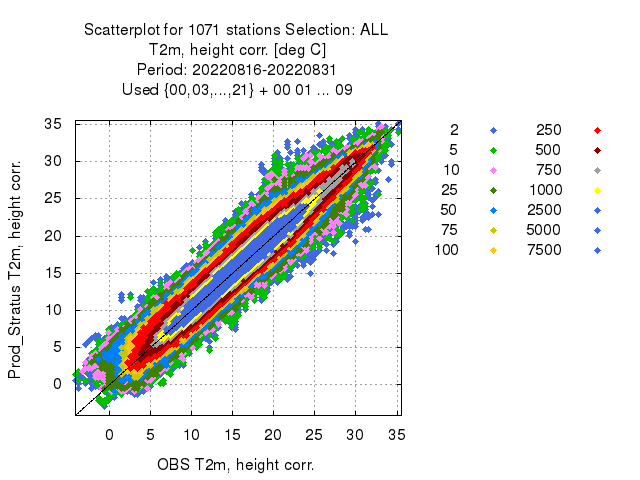 Scatterplot for 1071 stations Selection: ALL
T2m, height corr. [deg C]
Period: 20220816-20220831
Used {00,03,...,21} + 00 01 ... 09
Prod_Stratus T2m, height corr.
35
30
25
20
15
10
5
0
0 5 10 15 20 25 30 35
OBS T2m, height corr.
2 250
5 500
10 750
25 1000
50 2500
75 5000
100 7500